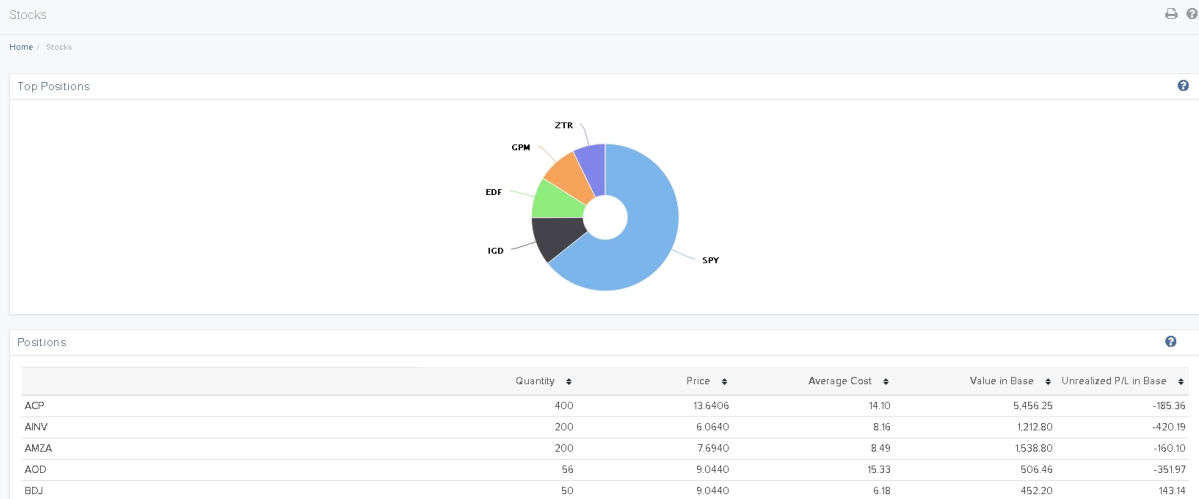 Stocks
Home / Stocks
Top Positions
ZTR
GPM
EDF
IGD
SPY
Positions
Quantity Price Average Cost Value in Base Unrealized P/L in Base
ACP 400 13.6406 14.10 5,456.25 -185.36
AINV 200 6.0640 8.16 1,212.80 -420.19
AMZA 200 7.6940 8.49 1,538.80 -160.10
AOD 56 9.0440 15.33 506.46 -351.97
BDJ 50 9.0440 6.18 452.20 143.14